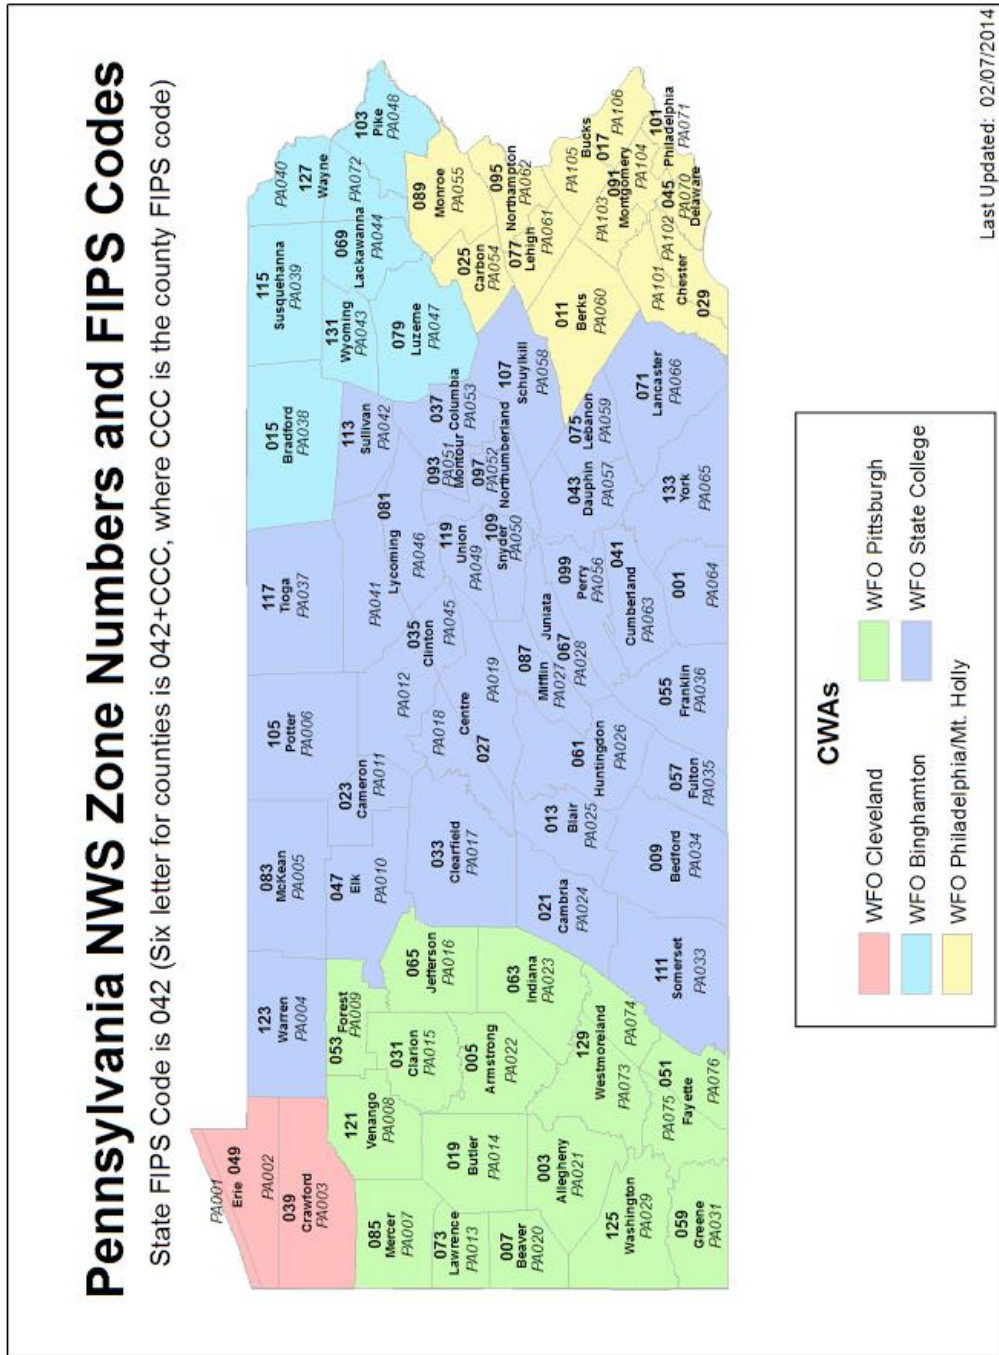 Pennsylvania NWS Zone Numbers and FIPS Codes
State FIPS Code is 042 (Six letter for counties is 042+CCC, where CCC is the county FIPS code)
PA001
Erie 049
PA002
039
Crawford
PA003
123
Warren
PA004
083
McKean
PA005
105
Potter
PA006
117
Tioga
PA037
015
Bradford
PA038
115
Susquehanna
PA039
PA040
127
Wayne
PA072
103
Pike
PA048
085
Mercer
PA007
121
Venango
PA008
053
Forest
PA009
047
Elk
PA010
023
Cameron
PA011
PA012
035
Clinton
PA045
PA041
081
Lycoming
PA046
113
Sullivan
PA042
131
Wyoming
PA043
069
Lackawanna
PA044
079
Luzerne
PA047
089
Monroe
PA055
025
Carbon
PA054
073
Lawrence
PA013
019
Butler
PA014
031
Clarion
PA015
065
Jefferson
PA016
033
Clearfield
PA017
PA018
Centre
PA019
027
119
Union
PA049
109
Snyder
PA050
093
PA051
Montour
037
Columbia
PA053
097
PA052
Northumberland
107
Schuylkill
PA058
077
Lehigh
PA061
095
Northampton
PA062
007
Beaver
PA020
003
Allegheny
PA021
005
Armstrong
PA022
063
Indiana
PA023
021
Cambria
PA024
013
Blair
PA025
061
Huntingdon
PA026
087
Mifflin
PA027
Juniata
067
PA028
099
Perry
PA056
043
Dauphin
PA057
075
Lebanon
PA059
011
Berks
PA060
PA105
Bucks
017
PA106
PA103
091
Montgomery
PA104
101
Philadelphia
PA071
045
PA070
Delaware
PA101
PA102
Chester
029
125
Washington
PA029
059
Greene
PA031
129
Westmoreland
PA073
PA074
PA075
051
Fayette
PA076
111
Somerset
PA033
009
Bedford
PA034
057
Fulton
PA035
055
Franklin
PA036
041
Cumberland
PA063
001
PA064
133
York
PA065
071
Lancaster
PA066
CWAs
WFO Cleveland
WFO Pittsburgh
WFO Binghamton
WFO State College
WFO Philadelphia/Mt. Holly
Last Updated: 02/07/2014